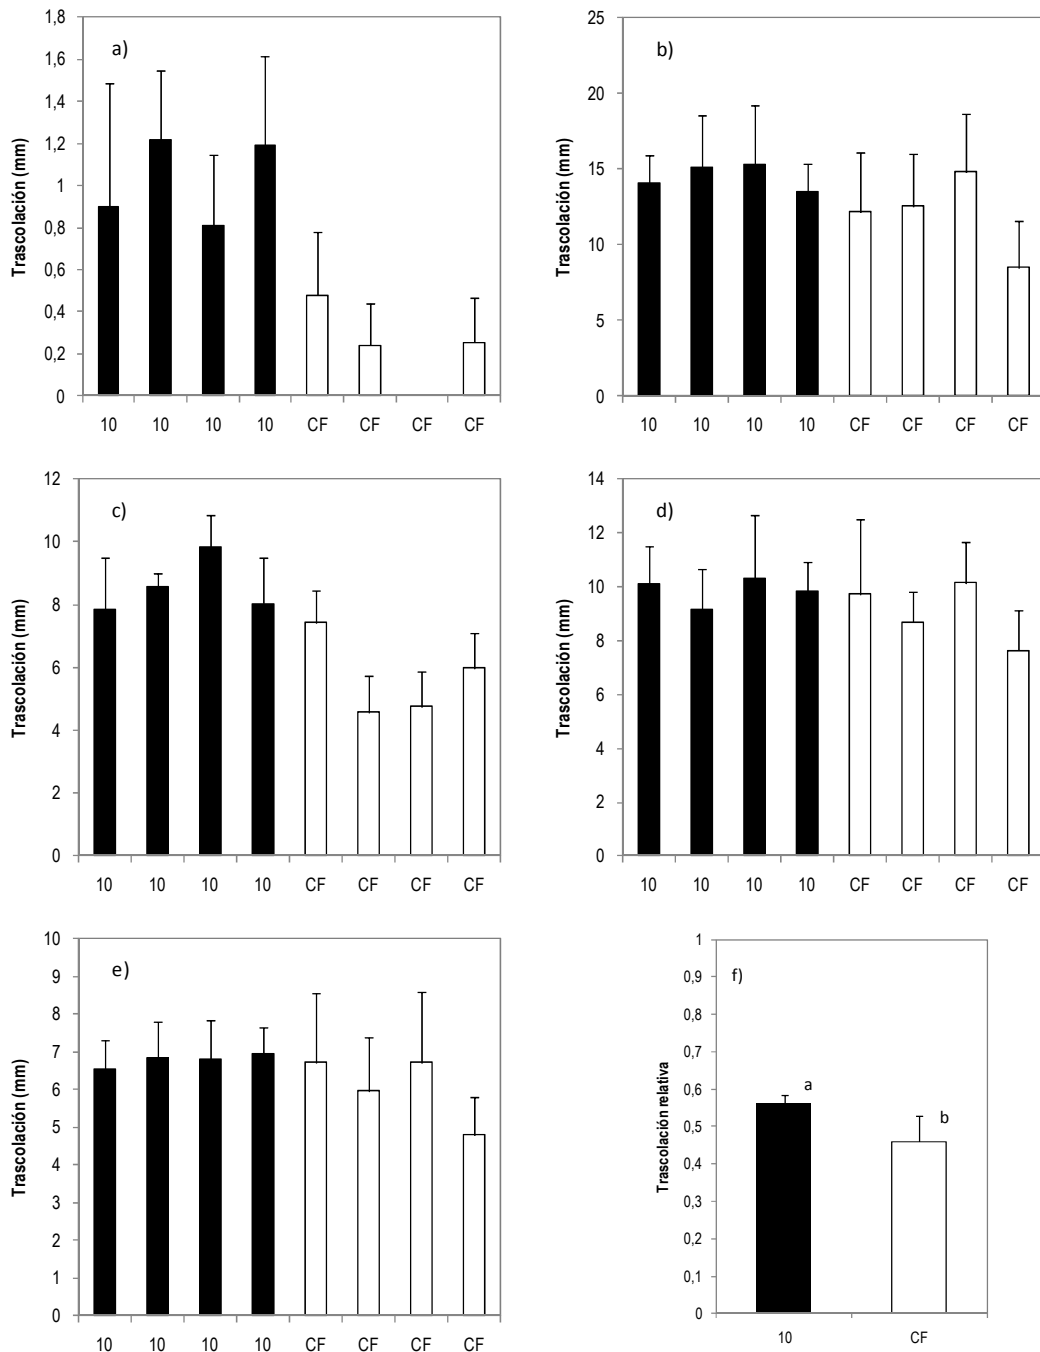 a)
Trascolación (mm)
1,8
1,6
1,4
1,2
1
0,8
0,6
0,4
0,2
0
10 10 10 10 CF CF CF CF
b)
Trascolación (mm)
25
20
15
10
5
0
10 10 10 10 CF CF CF CF
c)
Trascolación (mm)
12
10
8
6
4
2
0
10 10 10 10 CF CF CF CF
d)
Trascolación (mm)
14
12
10
8
6
4
2
0
10 10 10 10 CF CF CF CF
e)
Trascolación (mm)
10
9
8
7
6
5
4
3
2
1
0
10 10 10 10 CF CF CF CF
f)
Trascolación relativa
1
0,9
0,8
0,7
0,6
0,5
0,4
0,3
0,2
0,1
0
a
b
10 CF